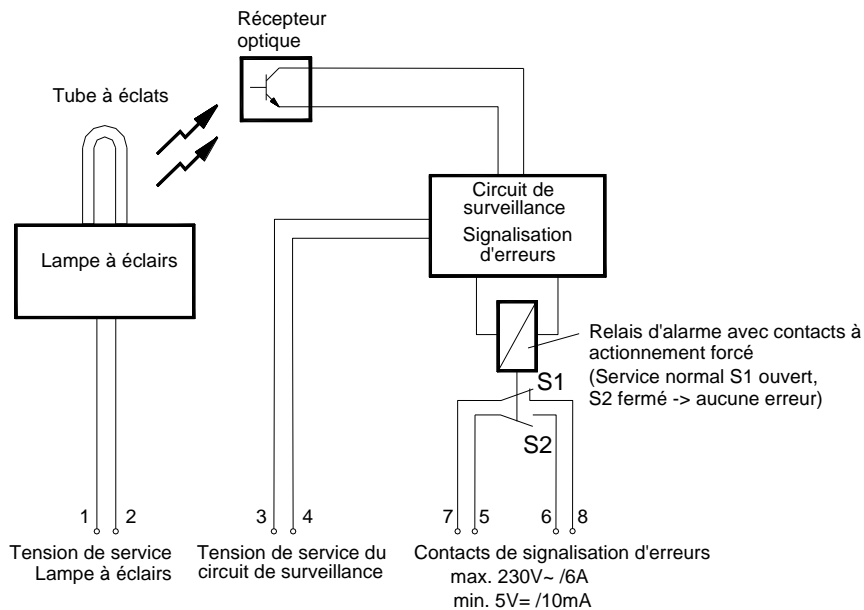 Récepteur
optique
Tube à éclats
Circuit de
surveillance
Signalisation
d'erreurs
Lampe à éclairs
Relais d'alarme avec contacts à
actionnement forcé
(Service normal S1 ouvert,
S2 fermé -> aucune erreur)
S1
S2
1 2 3 4 7 5 6 8
Tension de service
Lampe à éclairs
Tension de service du
circuit de surveillance
Contacts de signalisation d'erreurs
max. 230V~ /6A
min. 5V= /10mA